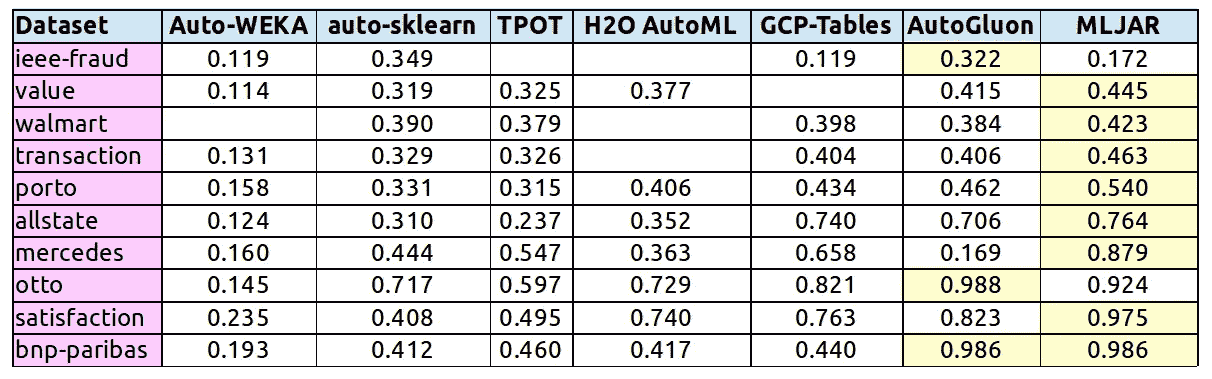 Dataset Auto-WEKA auto-sklearn TPOT H2O AutoML GCP-Tables AutoGluon MLJAR
ieee-fraud 0.119 0.349 0.119 0.322 0.172
value 0.114 0.319 0.325 0.377 0.415 0.445
walmart 0.390 0.379 0.398 0.384 0.423
transaction 0.131 0.329 0.326 0.404 0.406 0.463
porto 0.158 0.331 0.315 0.406 0.434 0.462 0.540
allstate 0.124 0.310 0.237 0.352 0.740 0.706 0.764
mercedes 0.160 0.444 0.547 0.363 0.658 0.169 0.879
otto 0.145 0.717 0.597 0.729 0.821 0.988 0.924
satisfaction 0.235 0.408 0.495 0.740 0.763 0.823 0.975
bnp-paribas 0.193 0.412 0.460 0.417 0.440 0.986 0.986